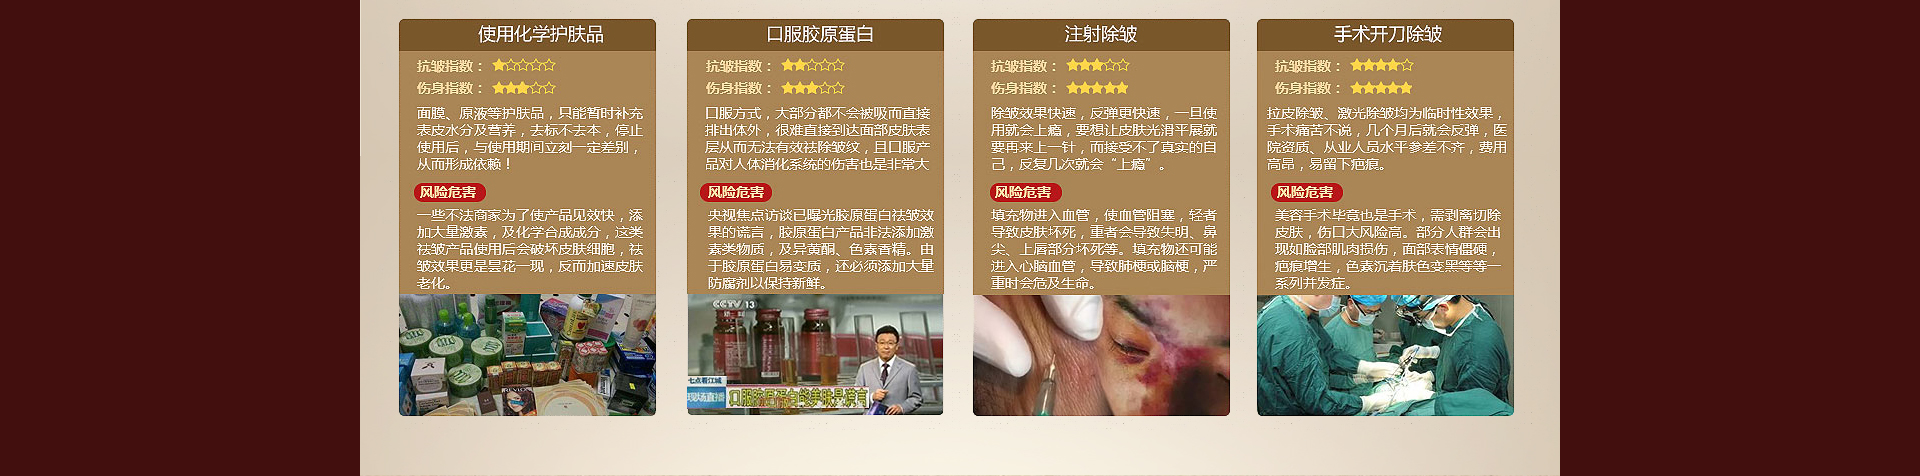 使用化学护肤品
抗皱指数：
伤身指数：
面膜、原液等护肤品，只能暂时补充
表皮水分及营养，去标不去本，停止
使用后，与使用期间立刻一定差别，
从而形成依赖！
风险危害
一些不法商家为了使产品见效快，添
加大量激素，及化学合成成分，这类
祛皱产品使用后会破坏皮肤细胞，祛
皱效果更是昙花一现，反而加速皮肤
老化。
口服胶原蛋白
抗皱指数：
伤身指数：
口服方式，大部分都不会被吸而直接
排出体外，很难直接到达面部皮肤表
层从而无法有效祛除皱纹，且口服产
品对人体消化系统的伤害也是非常大
风险危害
央视焦点访谈已曝光胶原蛋白祛皱效
果的谎言，胶原蛋白产品非法添加激
素类物质，及异黄酮、色素香精。由
于胶原蛋白易变质，还必须添加大量
防腐剂以保持新鲜。
CCTV 13
七点看江城
现场直播
口服胶原蛋白能美肤是谎言
注射除皱
抗皱指数：
伤身指数：
除皱效果快速，反弹更快速，一旦使
用就会上瘾，要想让皮肤光滑平展就
要再来上一针，而接受不了真实的自
己，反复几次就会“上瘾”。
风险危害
填充物进入血管，使血管阻塞，轻者
导致皮肤坏死，重者会导致失明、鼻
尖、上唇部分坏死等。填充物还可能
进入心脑血管，导致肺梗或脑梗，严
重时会危及生命。
手术开刀除皱
抗皱指数：
伤身指数：
拉皮除皱、激光除皱均为临时性效果，
手术痛苦不说，几个月后就会反弹，医
院资质、从业人员水平参差不齐，费用
高昂，易留下疤痕。
风险危害
美容手术毕竟也是手术，需剥离切除
皮肤，伤口大风险高。部分人群会出
现如脸部肌肉损伤，面部表情僵硬，
疤痕增生，色素沉着肤色变黑等等一
系列并发症。